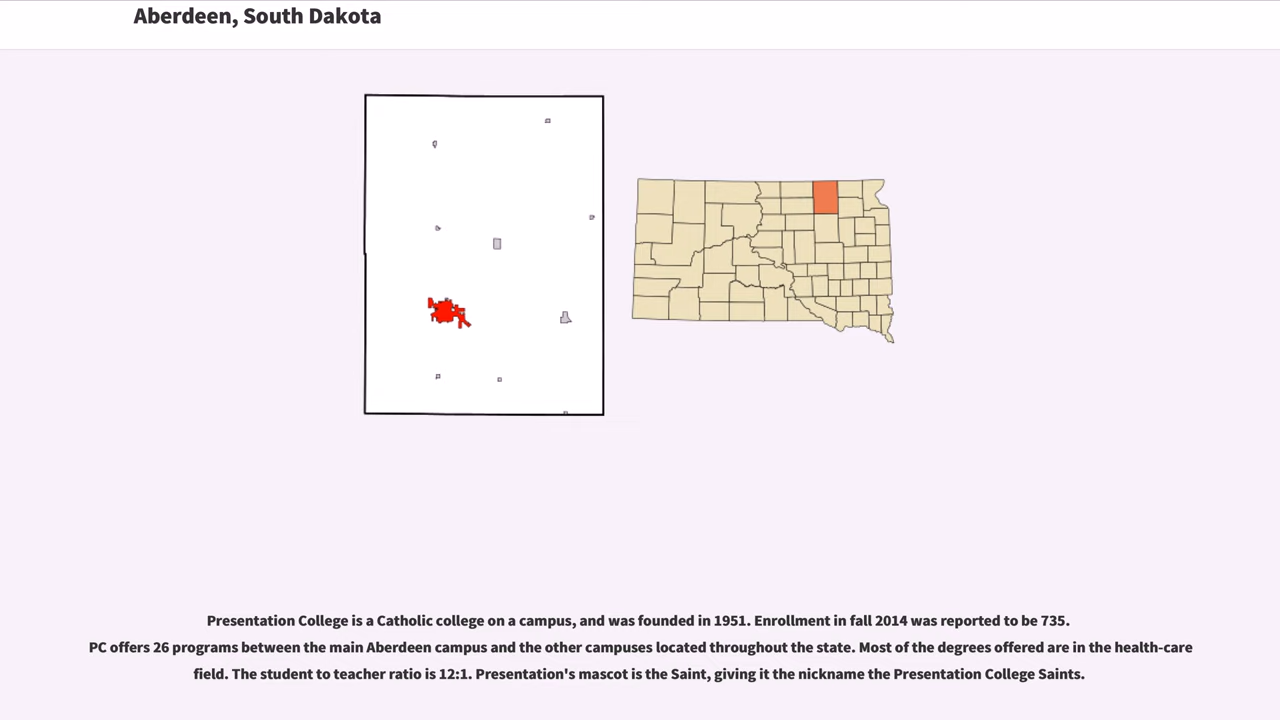 Aberdeen, South Dakota
Presentation College is a Catholic college on a campus, and was founded in 1951. Enrollment in fall 2014 was reported to be 735.
PC offers 26 programs between the main Aberdeen campus and the other campuses located throughout the state. Most of the degrees offered are in the health-care
field. The student to teacher ratio is 12:1. Presentation's mascot is the Saint, giving it the nickname the Presentation College Saints.